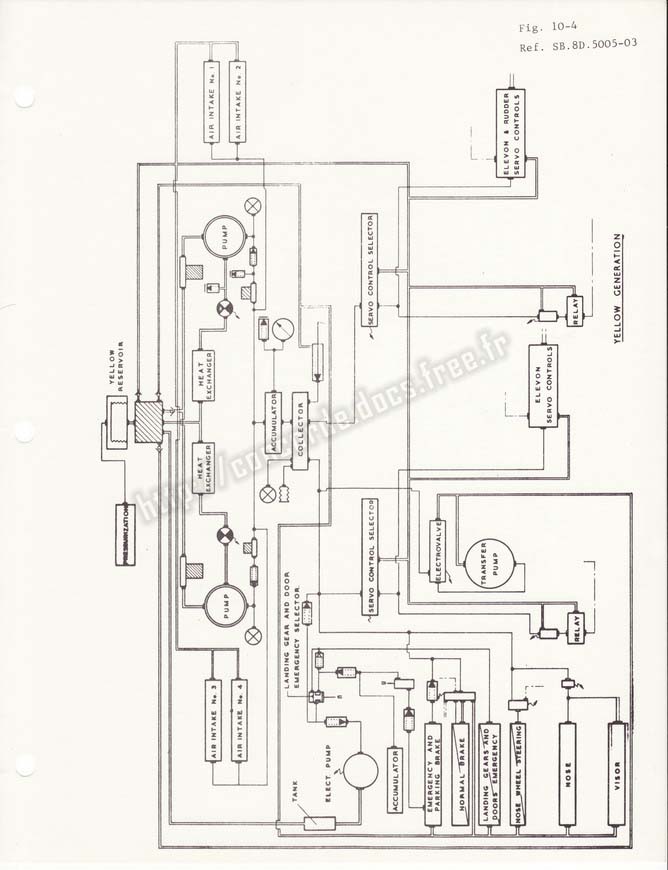 Fig. 10-4
Ref. SB.8D.5005-03
AIR INTAKE No. 1
AIR INTAKE No. 2
ELEVON & RUDDER
SERVO CONTROLS
PUMP
SERVO CONTROL SELECTOR
YELLOW GENERATION
RELAY
YELLOW
RESERVOIR
HEAT
EXCHANGER
ELEVON
SERVO CONTROLS
ACCUMULATOR
COLLECTOR
HEAT
EXCHANGER
http://concorde.docs.free.fr
PRESSURIZATION
SERVO CONTROL SELECTOR
ELECTROVALVE
TRANSFER
PUMP
PUMP
LANDING GEAR AND DOOR
EMERGENCY SELECTOR
RELAY
AIR INTAKE No. 3
AIR INTAKE No. 4
ELECT PUMP
TANK
ACCUMULATOR
EMERGENCY AND
PARKING BRAKE
NORMAL BRAKE
LANDING GEARS AND
DOORS EMERGENCY
NOSE WHEEL STEERING
NOSE
VISOR